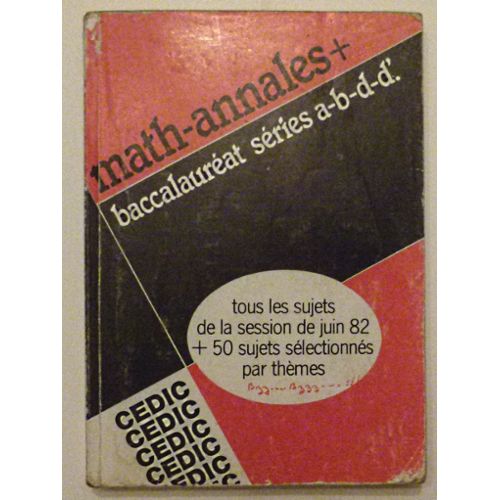 math-annales+
baccalauréat séries a-b-d-d'.
tous les sujets
de la session de juin 82
+ 50 sujets sélectionnés
par thèmes
CEDIC
CEDIC
CEDIC
CEDIC
CEDIC